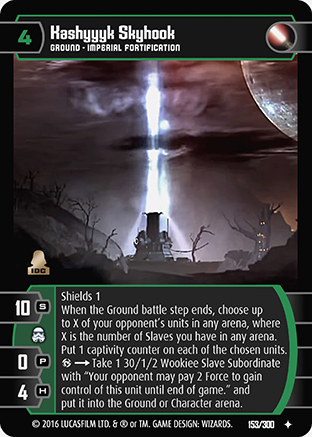 4 Kashyyyk Skyhook
GROUND - IMPERIAL FORTIFICATION
IDC
10 S
0 P
4 H
Shields 1
When the Ground battle step ends, choose up
to X of your opponent's units in any arena, where
X is the number of Slaves you have in any arena.
Put 1 captivity counter on each of the chosen units.
→ Take 1 30/1/2 Wookiee Slave Subordinate
with "Your opponent may pay 2 Force to gain
control of this unit until end of game." and
put it into the Ground or Character arena.
© 2016 LUCASFILM LTD. & ® or TM. GAME DESIGN: WIZARDS. 153/300